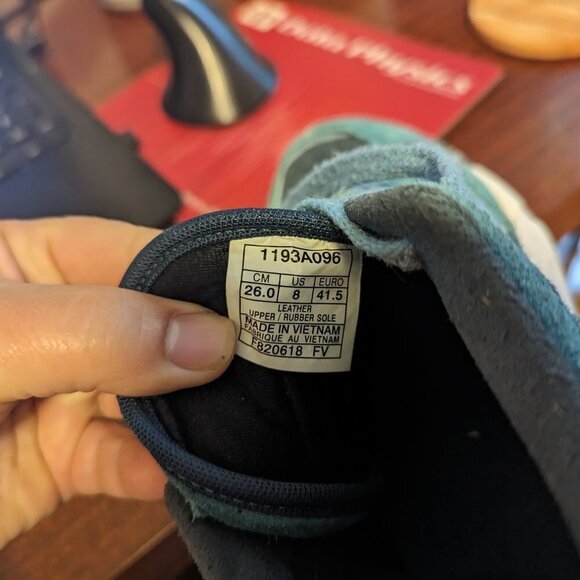 Data Physics
1193A096
CM US EURO
26.0 8 41.5
LEATHER
UPPER / RUBBER SOLE
MADE IN VIETNAM
FABRIQUE AU VIETNAM
F820618 FV